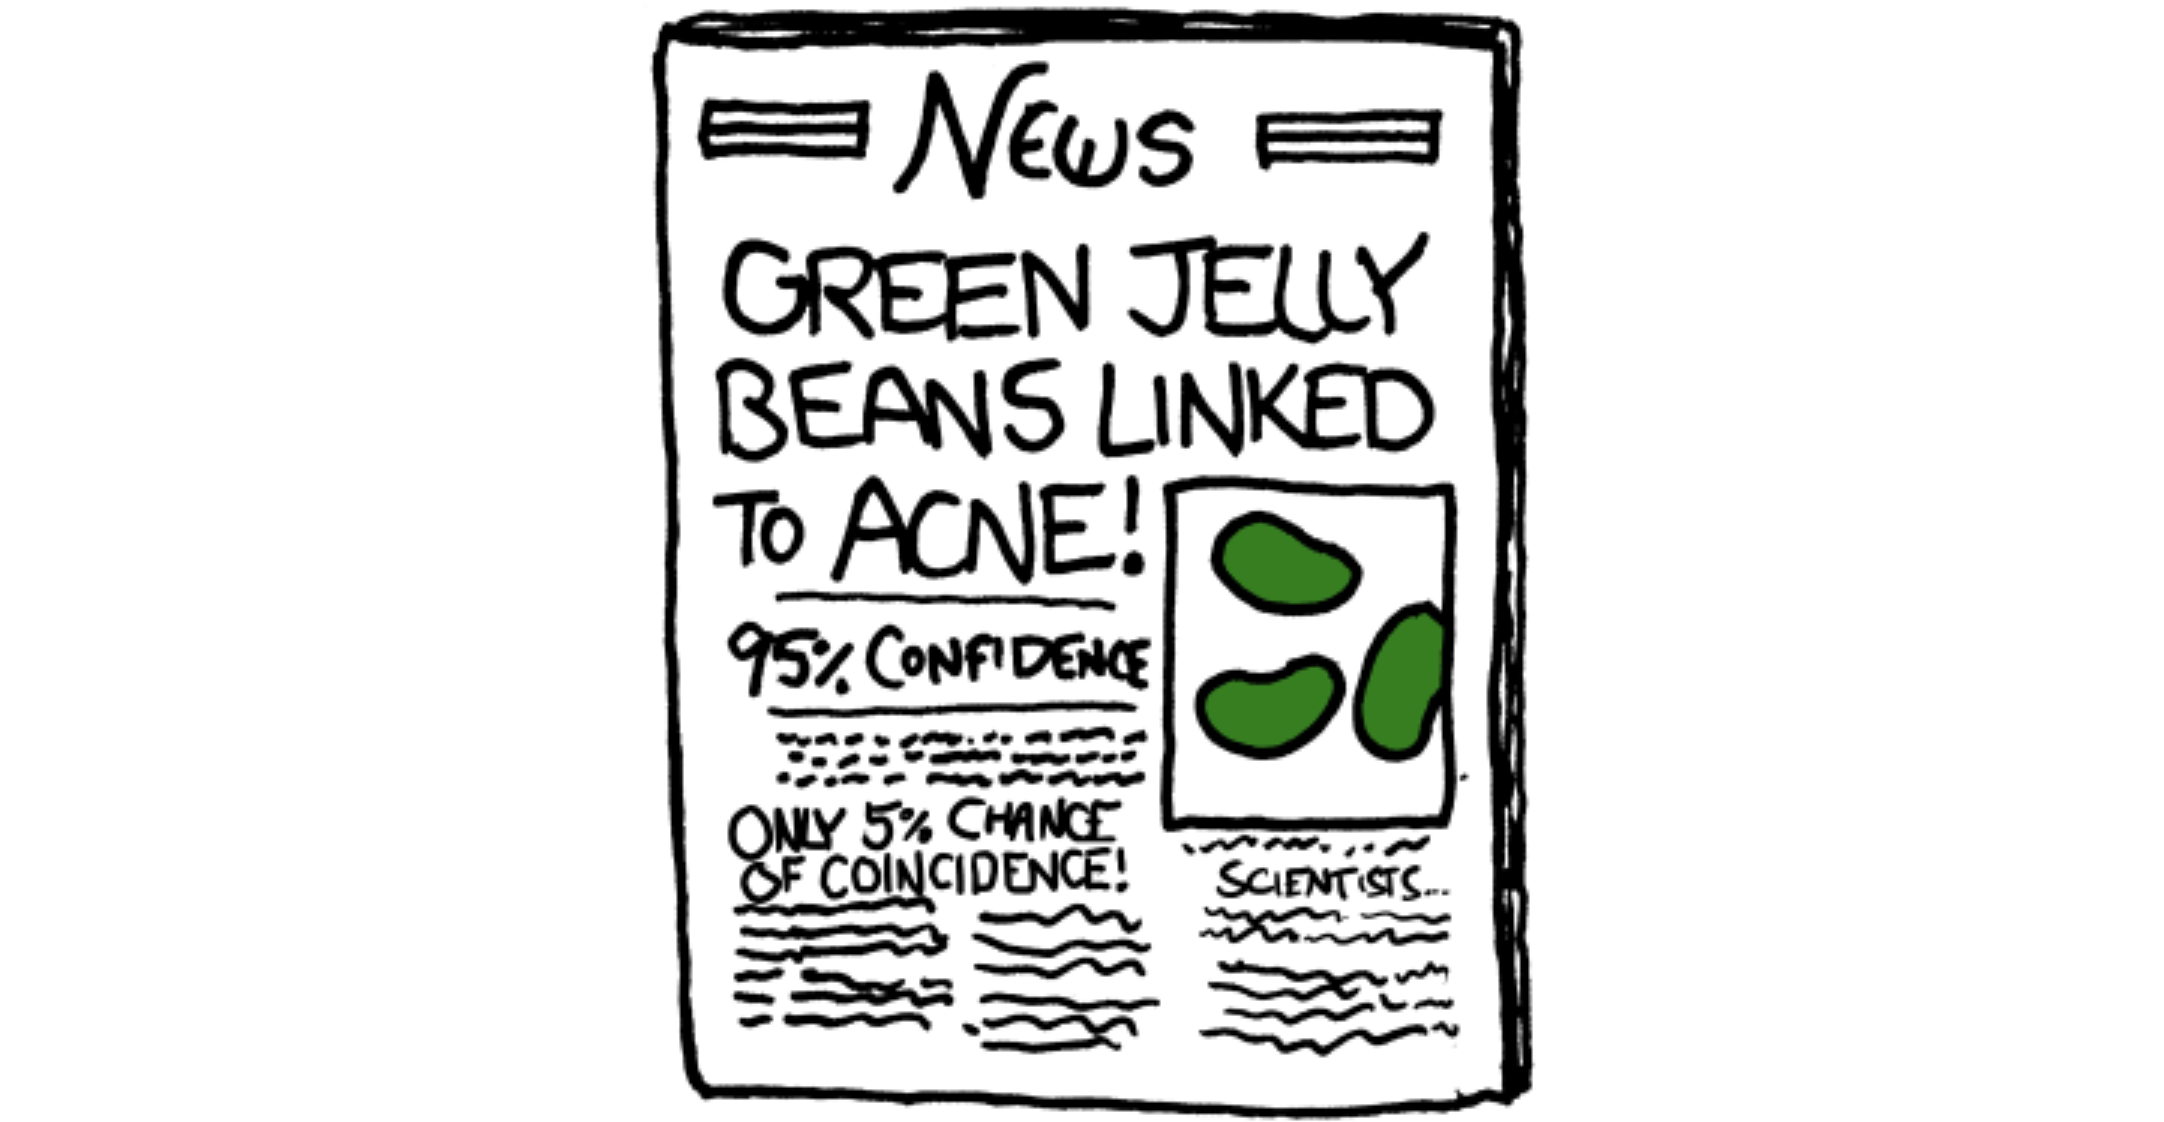 News
GREEN JELLY
BEANS LINKED
TO ACNE!
95% CONFIDENCE
ONLY 5% CHANCE
OF COINCIDENCE!
SCIENTISTS...